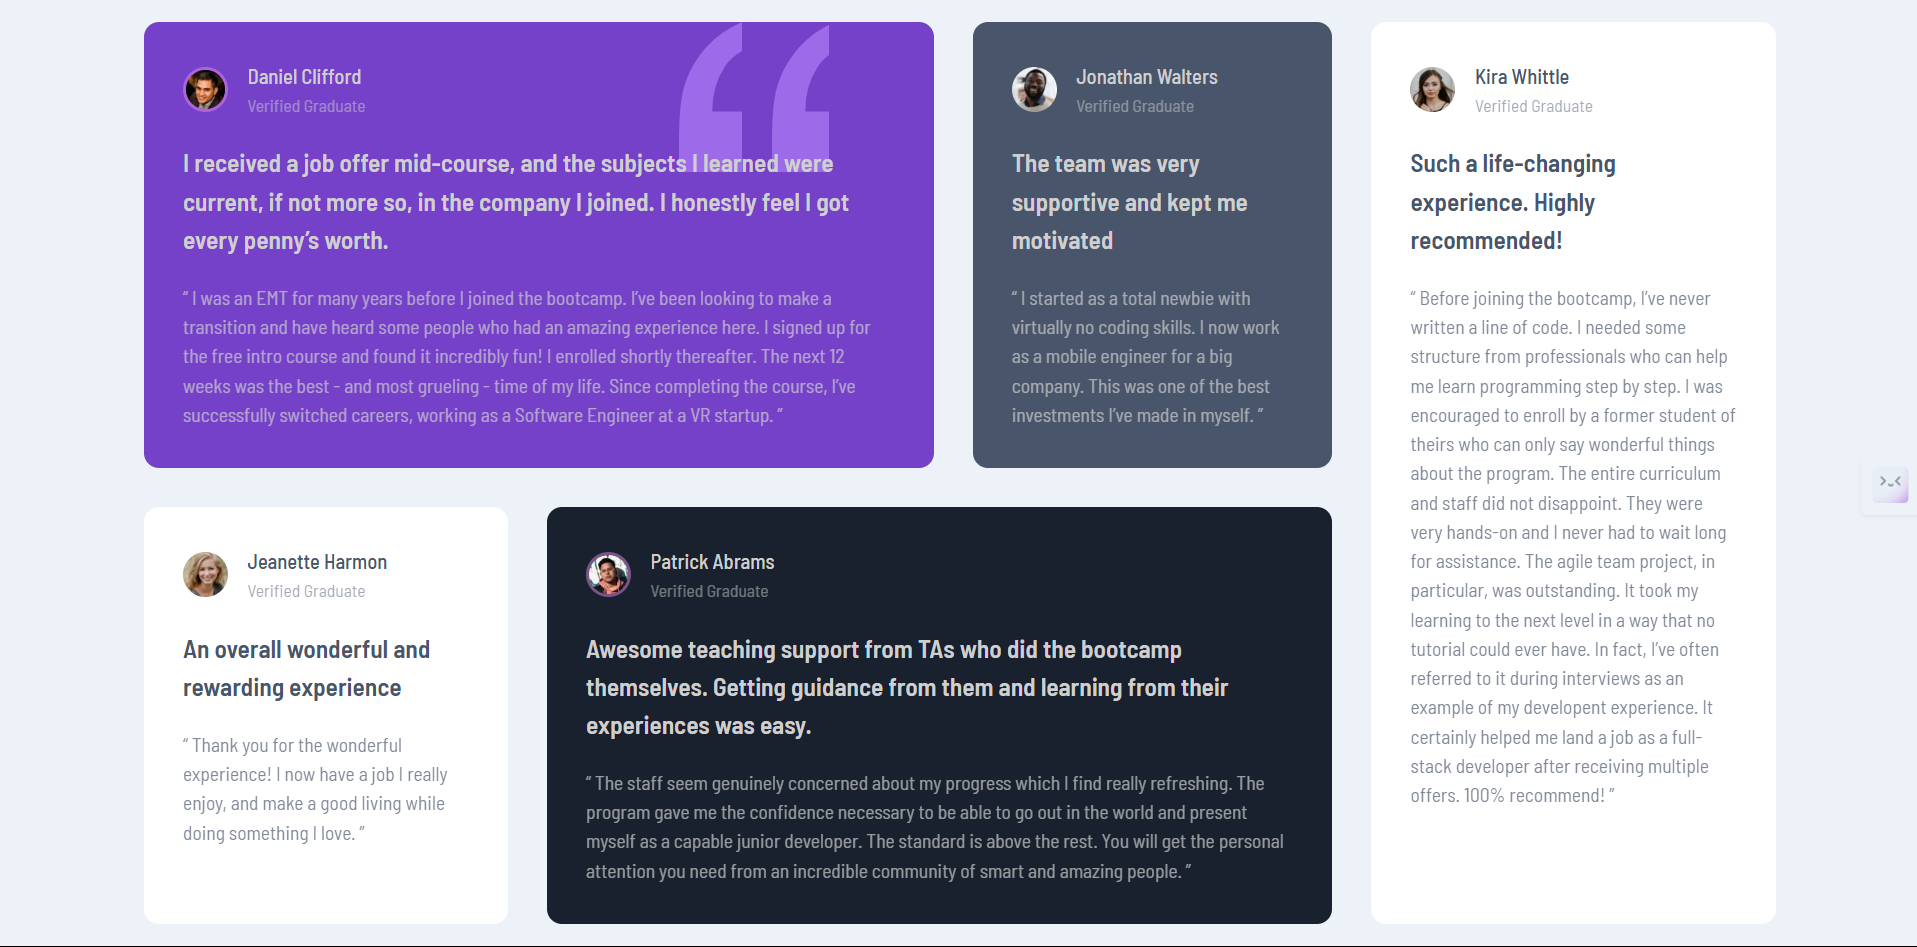 Daniel Clifford
Verified Graduate
I received a job offer mid-course, and the subjects I learned were
current, if not more so, in the company I joined. I honestly feel I got
every penny’s worth.
“ I was an EMT for many years before I joined the bootcamp. I’ve been looking to make a
transition and have heard some people who had an amazing experience here. I signed up for
the free intro course and found it incredibly fun! I enrolled shortly thereafter. The next 12
weeks was the best - and most grueling - time of my life. Since completing the course, I’ve
successfully switched careers, working as a Software Engineer at a VR startup. ”
Jonathan Walters
Verified Graduate
The team was very
supportive and kept me
motivated
“ I started as a total newbie with
virtually no coding skills. I now work
as a mobile engineer for a big
company. This was one of the best
investments I’ve made in myself. ”
Kira Whittle
Verified Graduate
Such a life-changing
experience. Highly
recommended!
“ Before joining the bootcamp, I’ve never
written a line of code. I needed some
structure from professionals who can help
me learn programming step by step. I was
encouraged to enroll by a former student of
theirs who can only say wonderful things
about the program. The entire curriculum
and staff did not disappoint. They were
very hands-on and I never had to wait long
for assistance. The agile team project, in
particular, was outstanding. It took my
learning to the next level in a way that no
tutorial could ever have. In fact, I’ve often
referred to it during interviews as an
example of my developent experience. It
certainly helped me land a job as a full-
stack developer after receiving multiple
offers. 100% recommend! ”
Jeanette Harmon
Verified Graduate
An overall wonderful and
rewarding experience
“ Thank you for the wonderful
experience! I now have a job I really
enjoy, and make a good living while
doing something I love. ”
Patrick Abrams
Verified Graduate
Awesome teaching support from TAs who did the bootcamp
themselves. Getting guidance from them and learning from their
experiences was easy.
“ The staff seem genuinely concerned about my progress which I find really refreshing. The
program gave me the confidence necessary to be able to go out in the world and present
myself as a capable junior developer. The standard is above the rest. You will get the personal
attention you need from an incredible community of smart and amazing people. ”